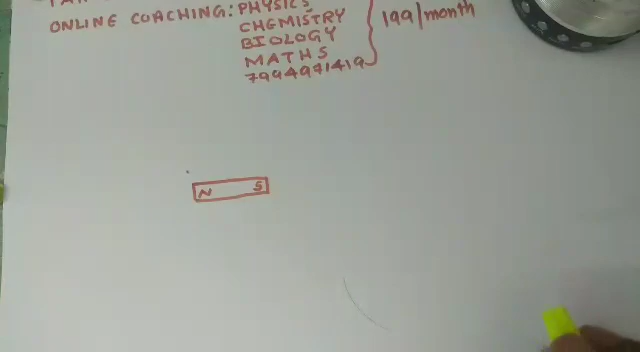 ONLINE COACHING: PHYSICS
CHEMISTRY
BIOLOGY
MATHS
7994971419
199/month
N S